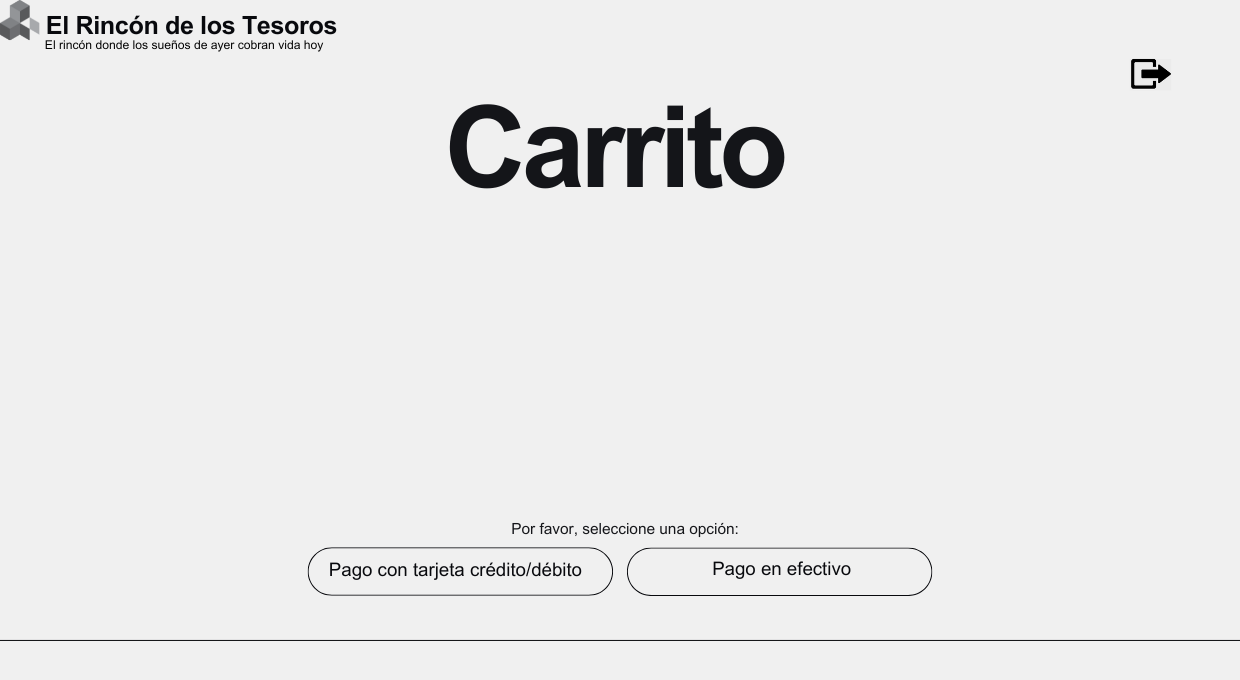 El Rincón de los Tesoros
El rincón donde los sueños de ayer cobran vida hoy
Carrito
Por favor, seleccione una opción:
Pago con tarjeta crédito/débito
Pago en efectivo